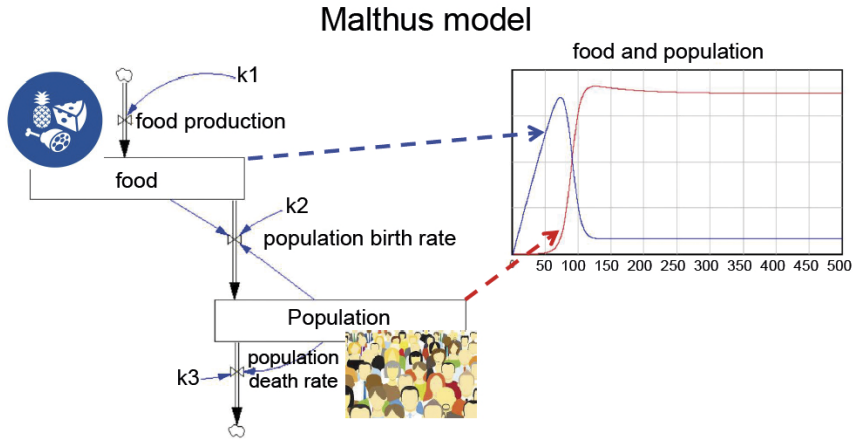 Malthus model
k1
food production
food
k2
population birth rate
Population
population
death rate
k3
food and population
0 50 100 150 200 250 300 350 400 450 500